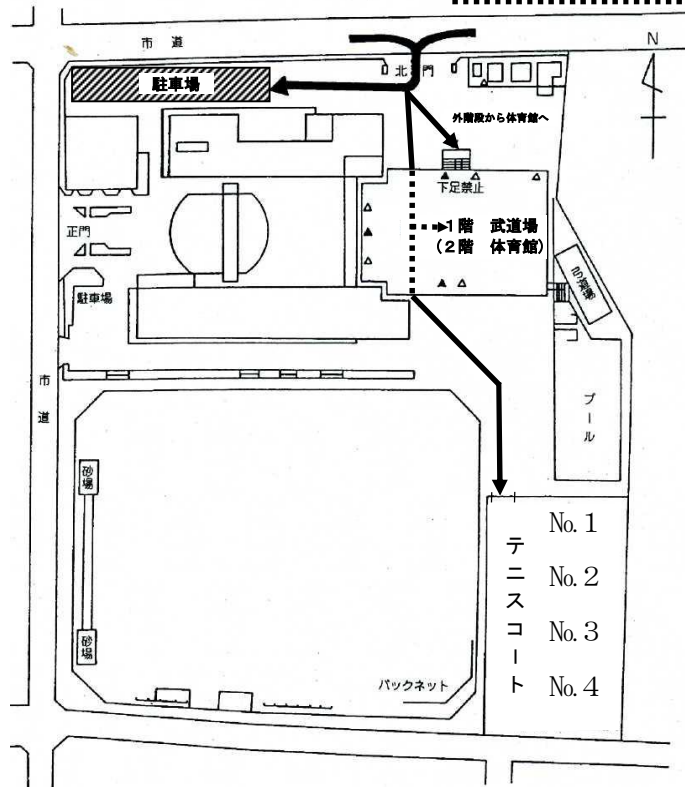 市道
N
駐車場
北門
外階段から体育館へ
下足禁止
正門
1階 武道場
(2階 体育館)
弓道場
駐車場
市道
プール
砂場
No.1
テニスコート
No.2
No.3
砂場
バックネット
No.4